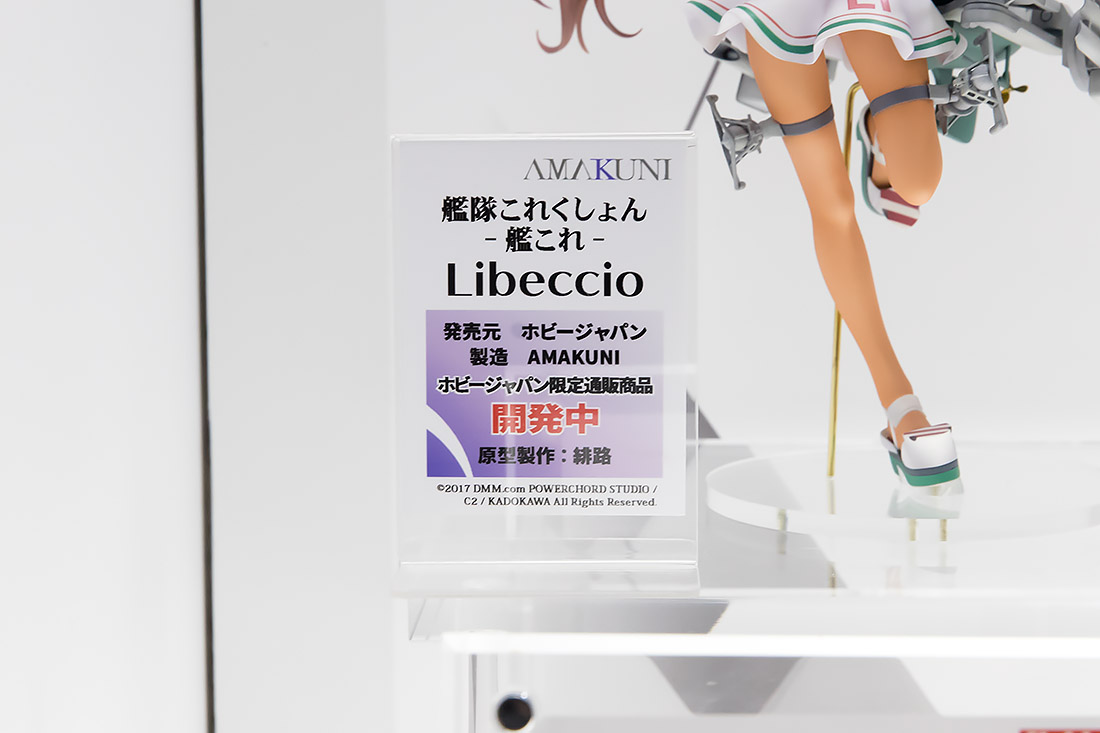 AMAKUNI
艦隊これくしょん
- 艦これ -
Libeccio
発売元 ホビージャパン
製造 AMAKUNI
ホビージャパン限定通販商品
開発中
原型製作：緋路
©2017 DMM.com POWERCHORD STUDIO /
C2 / KADOKAWA All Rights Reserved.